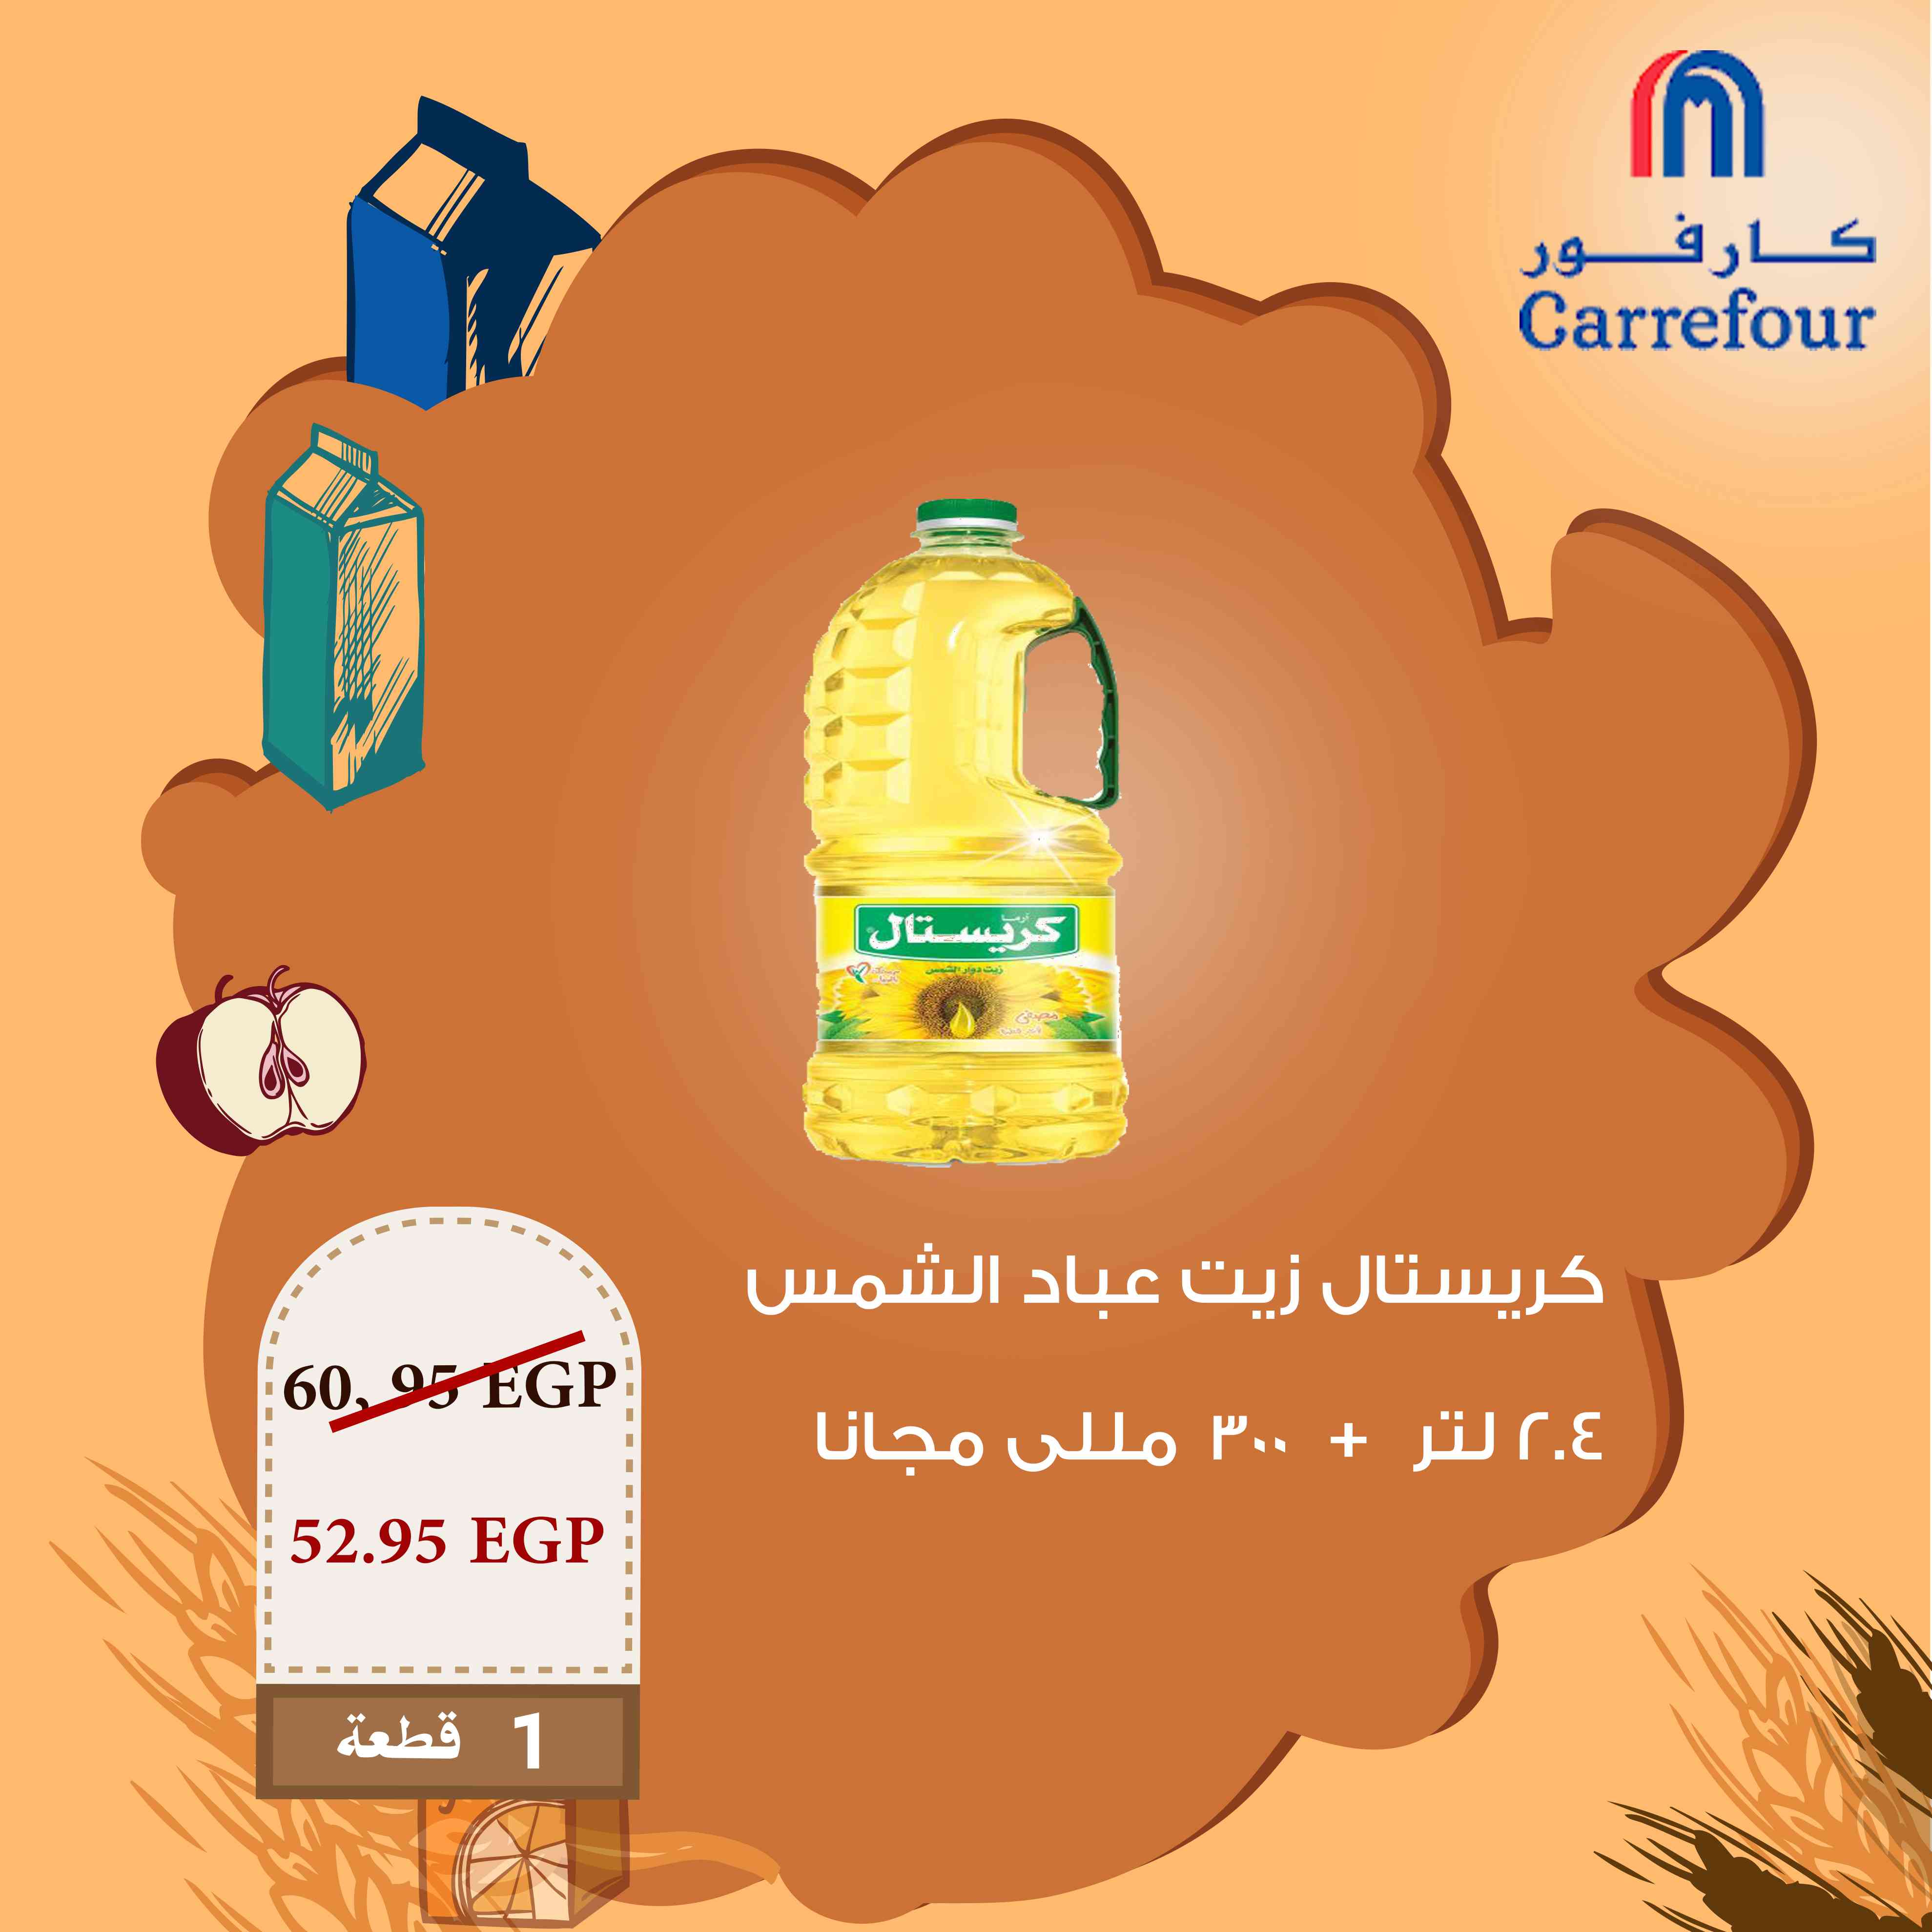 كارفور
Carrefour
أرما
كريستال
زيت دوار الشمس
كريستال زيت عباد الشمس
٢.٤ لتر + ٣٠٠ مللى مجانا
60, 95 EGP
52.95 EGP
1 قطعة